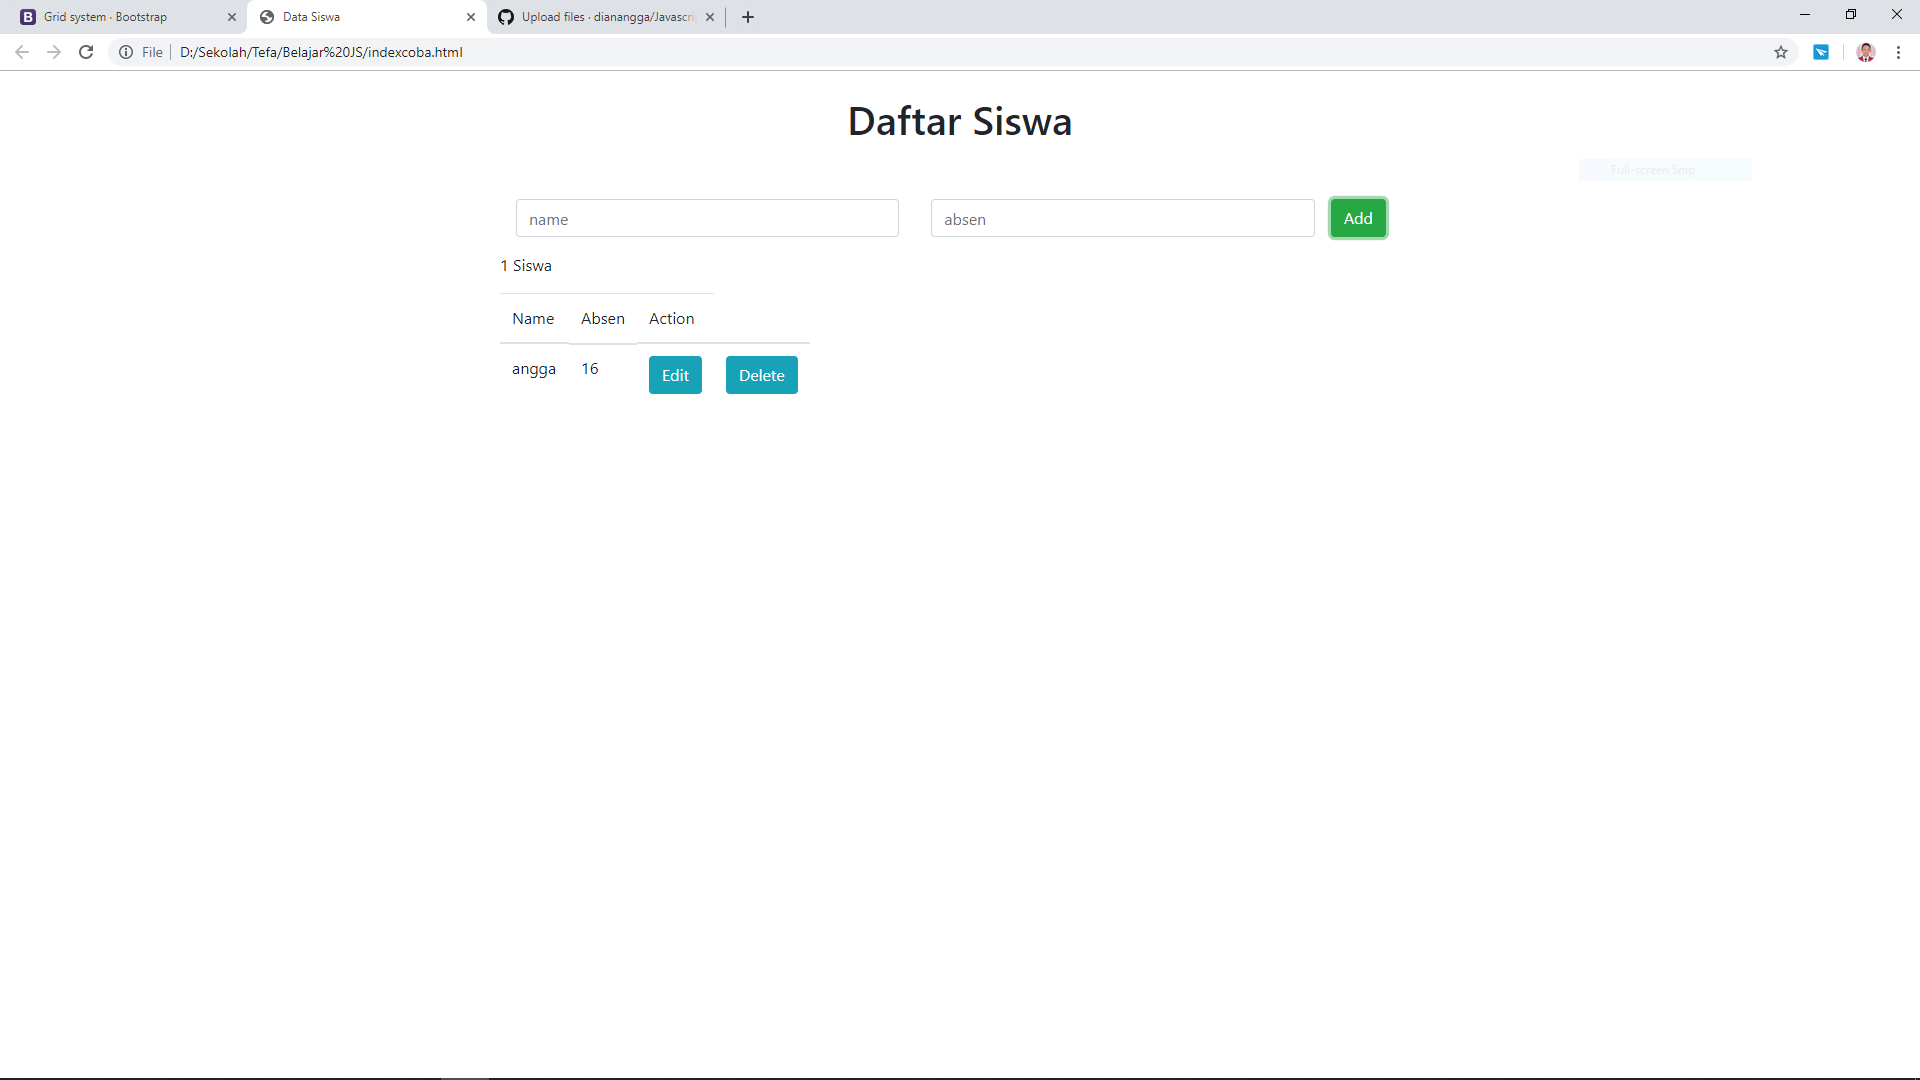 Grid system · Bootstrap
Data Siswa
Upload files · dianangga/Javascri
File
D:/Sekolah/Tefa/Belajar%20JS/indexcoba.html
Daftar Siswa
Full-screen Snip
name absen Add
1 Siswa
Name Absen Action
angga 16 Edit Delete